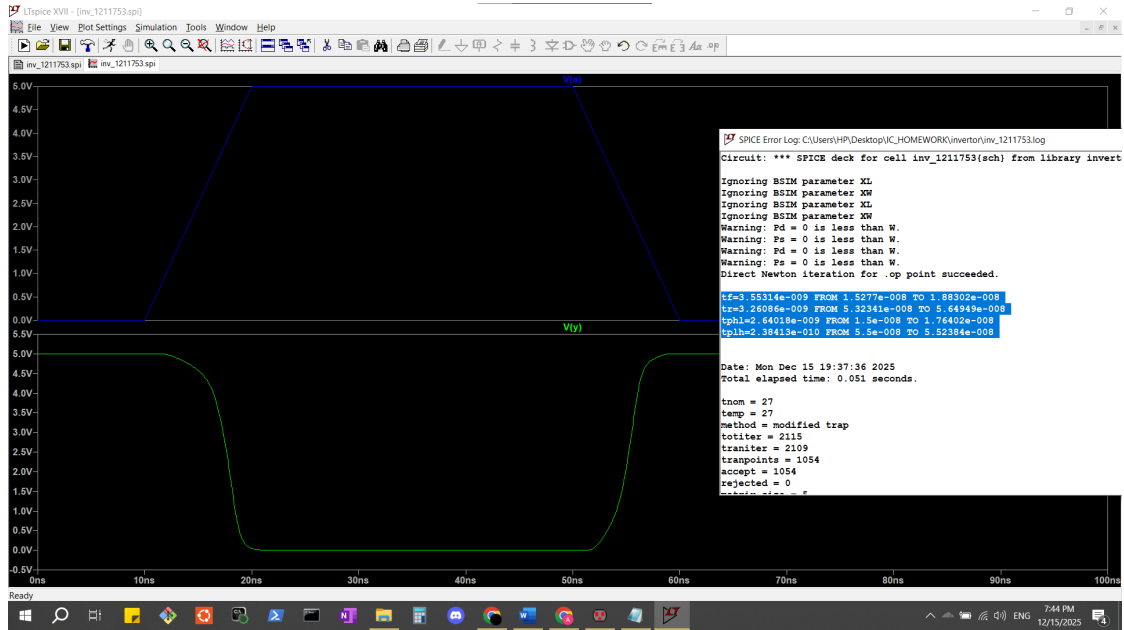 LTspice XVII - [inv_1211753.spi]
File View Plot Settings Simulation Tools Window Help
inv_1211753.spi inv_1211753.spi
V(a)
5.0V
4.5V
4.0V
3.5V
3.0V
2.5V
2.0V
1.5V
1.0V
0.5V
0.0V
V(y)
5.5V
5.0V
4.5V
4.0V
3.5V
3.0V
2.5V
2.0V
1.5V
1.0V
0.5V
0.0V
-0.5V
0ns 10ns 20ns 30ns 40ns 50ns 60ns 70ns 80ns 90ns 100ns
SPICE Error Log: C:\Users\HP\Desktop\IC_HOMEWORK\invertor\inv_1211753.log
Circuit: *** SPICE deck for cell inv_1211753{sch} from library invert
Ignoring BSIM parameter XL
Ignoring BSIM parameter XW
Ignoring BSIM parameter XL
Ignoring BSIM parameter XW
Warning: Pd = 0 is less than W.
Warning: Ps = 0 is less than W.
Warning: Pd = 0 is less than W.
Warning: Ps = 0 is less than W.
Direct Newton iteration for .op point succeeded.
tf=3.55314e-009 FROM 1.5277e-008 TO 1.88302e-008
tr=3.26086e-009 FROM 5.32341e-008 TO 5.64949e-008
tphl=2.64018e-009 FROM 1.5e-008 TO 1.76402e-008
tplh=2.38413e-010 FROM 5.5e-008 TO 5.52384e-008
Date: Mon Dec 15 19:37:36 2025
Total elapsed time: 0.051 seconds.
tnom = 27
temp = 27
method = modified trap
totiter = 2115
traniter = 2109
tranpoints = 1054
accept = 1054
rejected = 0
Ready
ENG
7:44 PM
12/15/2025
4